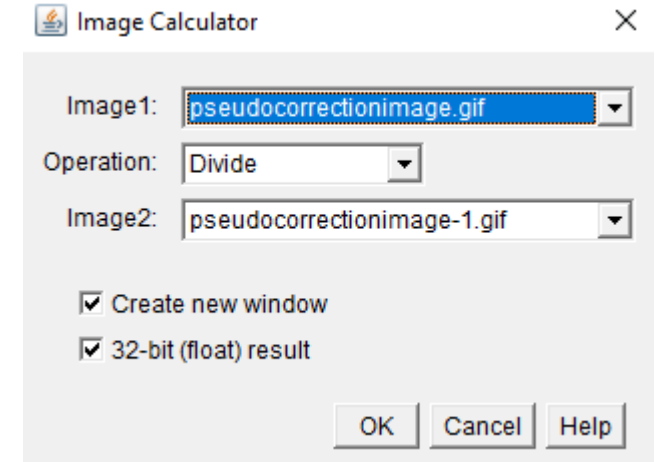 Image Calculator
Image1: pseudocorrectionimage.gif
Operation: Divide
Image2: pseudocorrectionimage-1.gif
Create new window
32-bit (float) result
OK Cancel Help